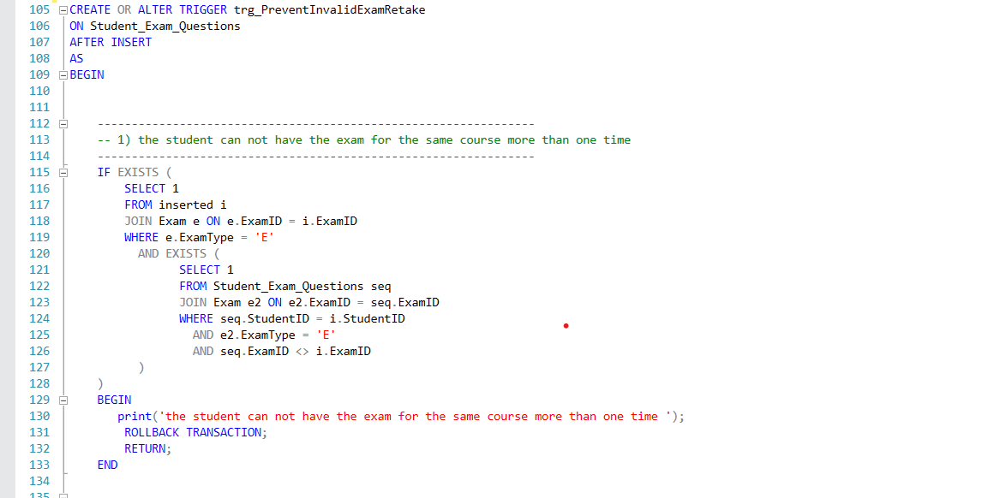 105 CREATE OR ALTER TRIGGER trg_PreventInvalidExamRetake
106 ON Student_Exam_Questions
107 AFTER INSERT
108 AS
109 BEGIN
110
111
112 ----------------------------------------------------------------
113 -- 1) the student can not have the exam for the same course more than one time
114 ----------------------------------------------------------------
115 IF EXISTS (
116 SELECT 1
117 FROM inserted i
118 JOIN Exam e ON e.ExamID = i.ExamID
119 WHERE e.ExamType = 'E'
120 AND EXISTS (
121 SELECT 1
122 FROM Student_Exam_Questions seq
123 JOIN Exam e2 ON e2.ExamID = seq.ExamID
124 WHERE seq.StudentID = i.StudentID
125 AND e2.ExamType = 'E'
126 AND seq.ExamID <> i.ExamID
127 )
128 )
129 BEGIN
130 print('the student can not have the exam for the same course more than one time ');
131 ROLLBACK TRANSACTION;
132 RETURN;
133 END
134
135